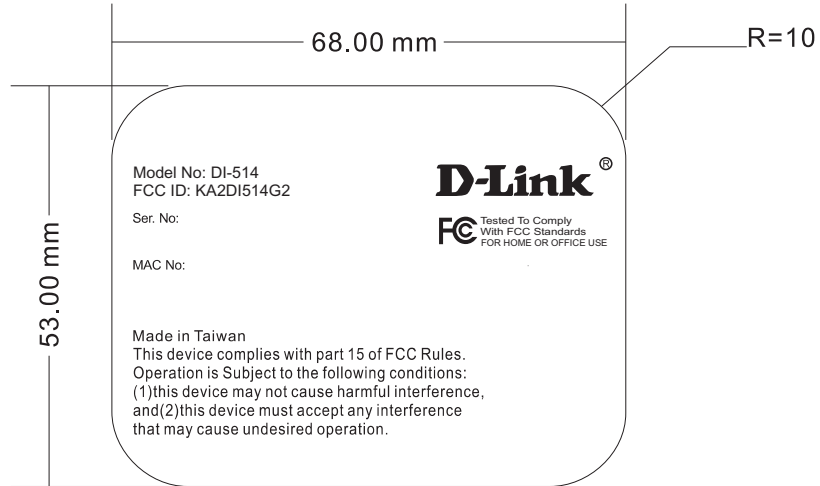 68.00 mm
R=10
53.00 mm
Model No: DI-514
FCC ID: KA2DI514G2
Ser. No:
MAC No:
D-Link ®
FC Tested To Comply
With FCC Standards
FOR HOME OR OFFICE USE
Made in Taiwan
This device complies with part 15 of FCC Rules.
Operation is Subject to the following conditions:
(1)this device may not cause harmful interference,
and(2)this device must accept any interference
that may cause undesired operation.